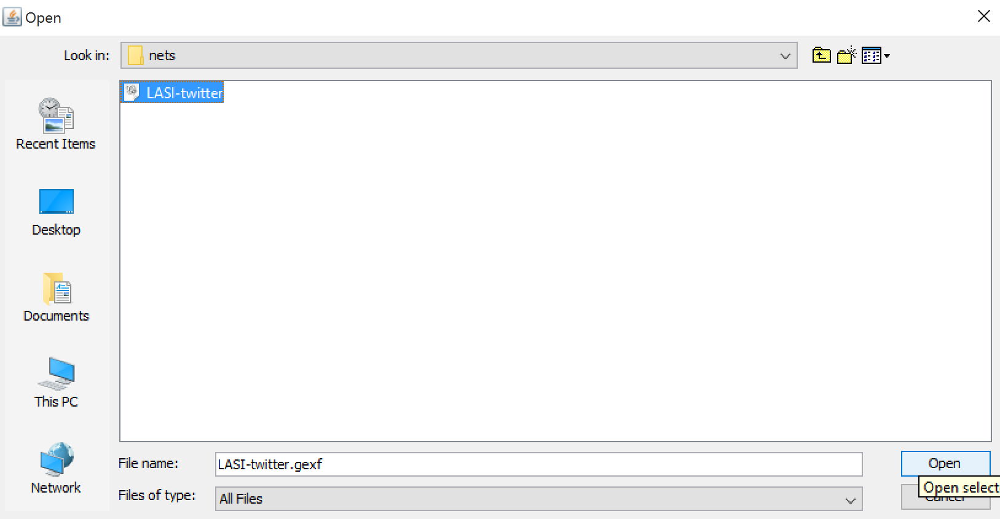 Open
Look in:
nets
LASI-twitter
Recent Items
Desktop
Documents
This PC
Network
File name:
LASI-twitter.gexf
Open
Files of type:
All Files
Open select
Cancel